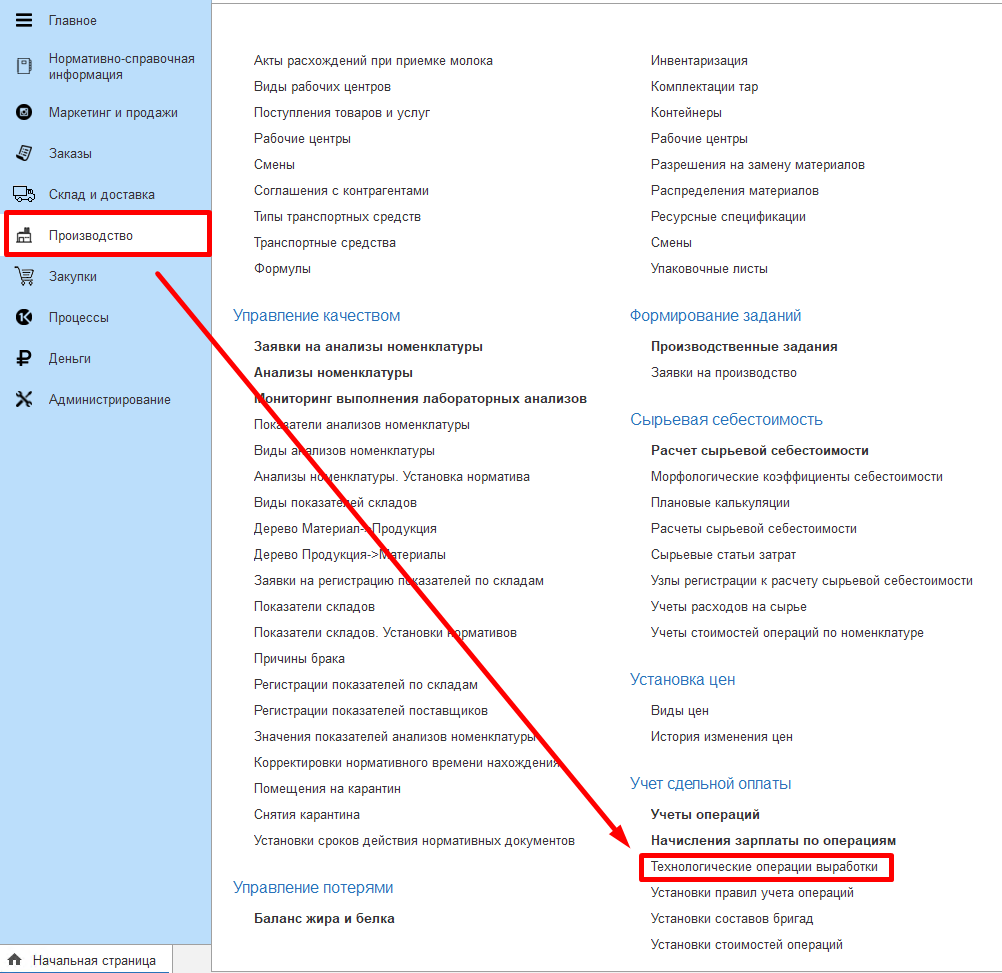 Главное
Нормативно-справочная
информация
Маркетинг и продажи
Заказы
Склад и доставка
Производство
Закупки
Процессы
Деньги
Администрирование
Начальная страница
Акты расхождений при приемке молока
Виды рабочих центров
Поступления товаров и услуг
Рабочие центры
Смены
Соглашения с контрагентами
Типы транспортных средств
Транспортные средства
Формулы
Управление качеством
Заявки на анализы номенклатуры
Анализы номенклатуры
Мониторинг выполнения лабораторных анализов
Показатели анализов номенклатуры
Виды анализов номенклатуры
Анализы номенклатуры. Установка норматива
Виды показателей складов
Дерево Материал->Продукция
Дерево Продукция->Материалы
Заявки на регистрацию показателей по складам
Показатели складов
Показатели складов. Установки нормативов
Причины брака
Регистрации показателей по складам
Регистрации показателей поставщиков
Значения показателей анализов номенклатуры
Корректировки нормативного времени нахождения
Помещения на карантин
Снятия карантина
Установки сроков действия нормативных документов
Управление потерями
Баланс жира и белка
Инвентаризация
Комплектации тар
Контейнеры
Рабочие центры
Разрешения на замену материалов
Распределения материалов
Ресурсные спецификации
Смены
Упаковочные листы
Формирование заданий
Производственные задания
Заявки на производство
Сырьевая себестоимость
Расчет сырьевой себестоимости
Морфологические коэффициенты себестоимости
Плановые калькуляции
Расчеты сырьевой себестоимости
Сырьевые статьи затрат
Узлы регистрации к расчету сырьевой себестоимости
Учеты расходов на сырье
Учеты стоимостей операций по номенклатуре
Установка цен
Виды цен
История изменения цен
Учет сдельной оплаты
Учеты операций
Начисления зарплаты по операциям
Технологические операции выработки
Установки правил учета операций
Установки составов бригад
Установки стоимостей операций